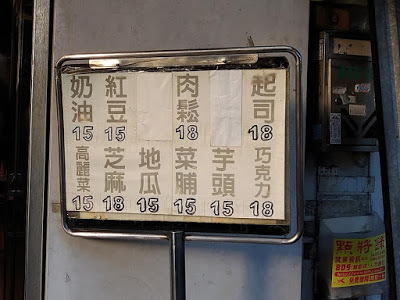 奶油 15
紅豆 15
肉鬆 18
起司 18
高麗菜 15
芝麻 18
地瓜 15
菜脯 15
芋頭 15
巧克力 18